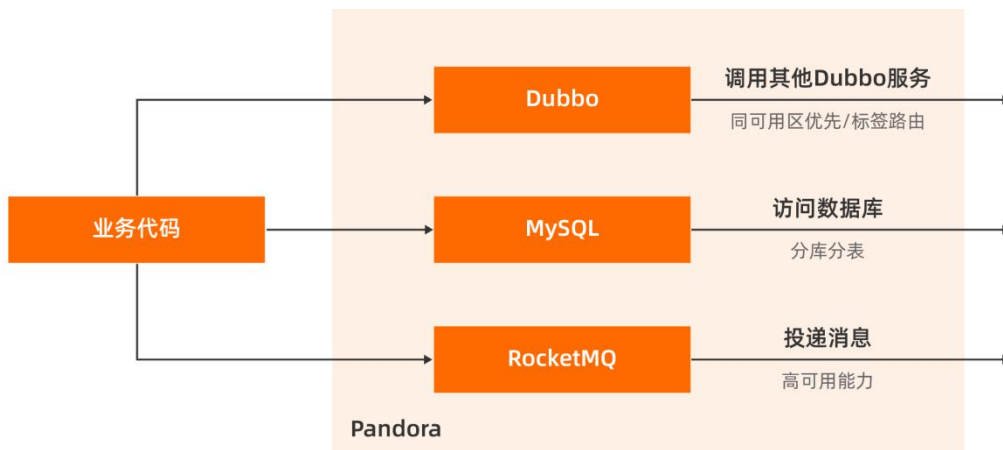 Dubbo
调用其他Dubbo服务
同可用区优先/标签路由
业务代码
MySQL
访问数据库
分库分表
RocketMQ
投递消息
高可用能力
Pandora